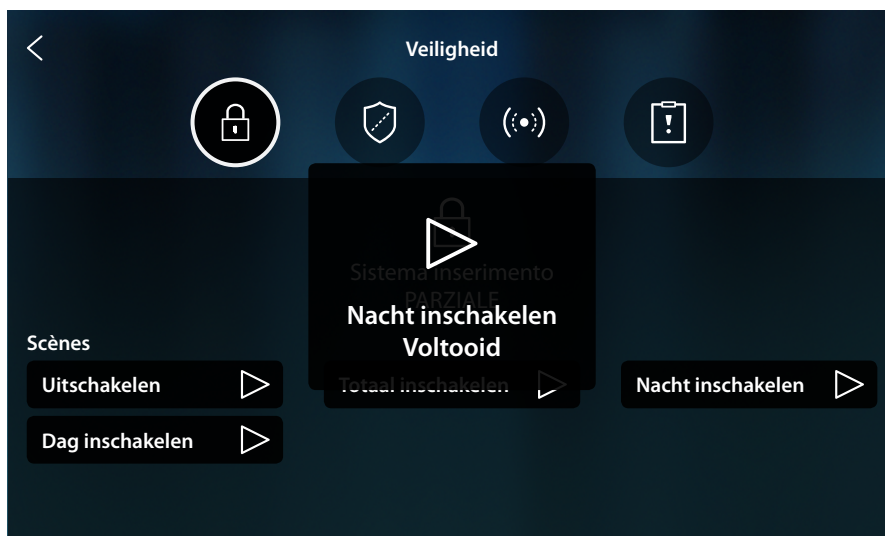 Veiligheid
Sistema inserimento
PARZIALE
Nacht inschakelen
Voltooid
Scènes
Uitschakelen
Totaal inschakelen
Nacht inschakelen
Dag inschakelen